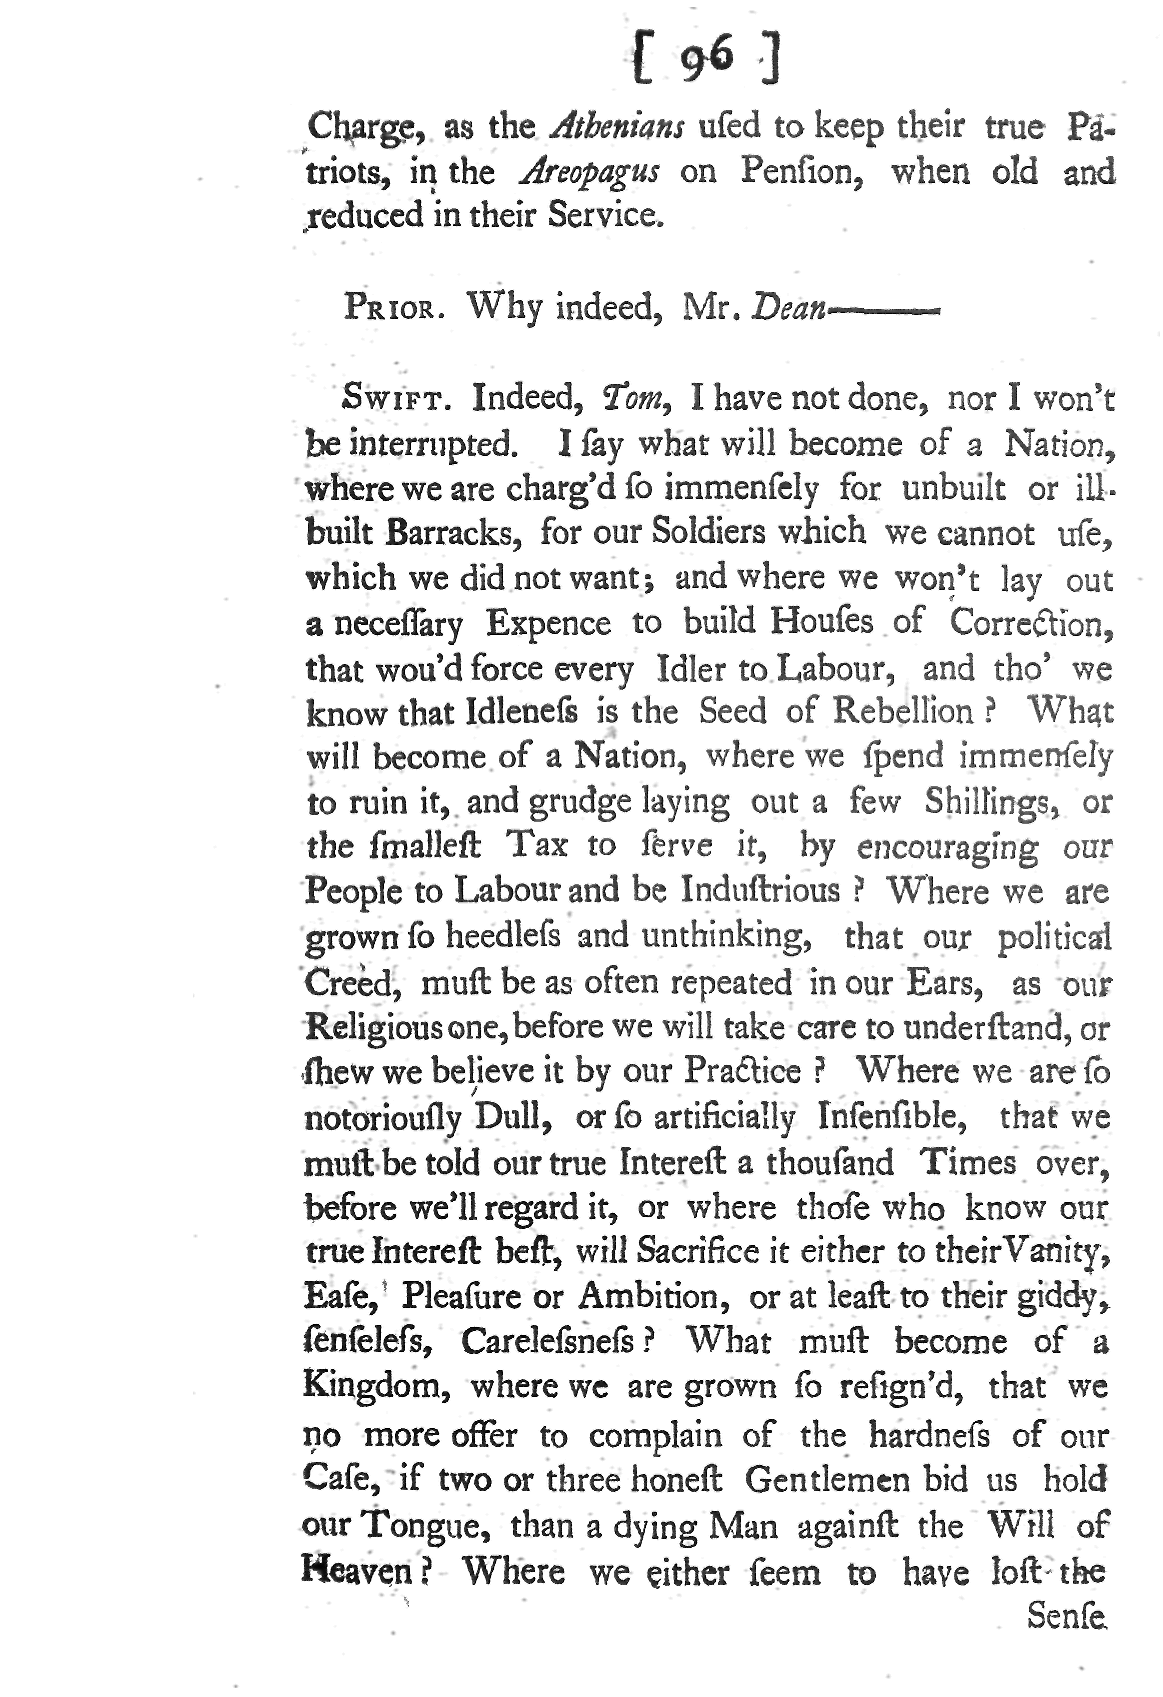 [ 96 ]
Charge, as the Athenians uſed to keep their true Pa-
triots, in the Areopagus on Penſion, when old and
reduced in their Service.
PRIOR. Why indeed, Mr. Dean———
SWIFT. Indeed, Tom, I have not done, nor I won't
be interrupted. I ſay what will become of a Nation,
where we are charg'd ſo immenſely for unbuilt or ill-
built Barracks, for our Soldiers which we cannot uſe,
which we did not want; and where we won't lay out
a neceſſary Expence to build Houſes of Correction,
that wou'd force every Idler to Labour, and tho' we
know that Idleneſs is the Seed of Rebellion? What
will become of a Nation, where we ſpend immenſely
to ruin it, and grudge laying out a few Shillings, or
the ſmalleſt Tax to ſerve it, by encouraging our
People to Labour and be Induſtrious? Where we are
grown ſo heedleſs and unthinking, that our political
Creed, muſt be as often repeated in our Ears, as our
Religious one, before we will take care to underſtand, or
ſhew we believe it by our Practice? Where we are ſo
notoriouſly Dull, or ſo artificially Inſenſible, that we
muſt be told our true Intereſt a thouſand Times over,
before we'll regard it, or where thoſe who know our
true Intereſt beſt, will Sacrifice it either to their Vanity,
Eaſe, Pleaſure or Ambition, or at leaſt to their giddy,
ſenſeleſs, Careleſsneſs? What muſt become of a
Kingdom, where we are grown ſo reſign'd, that we
no more offer to complain of the hardneſs of our
Caſe, if two or three honeſt Gentlemen bid us hold
our Tongue, than a dying Man againſt the Will of
Heaven? Where we either ſeem to have loſt the
Senſe